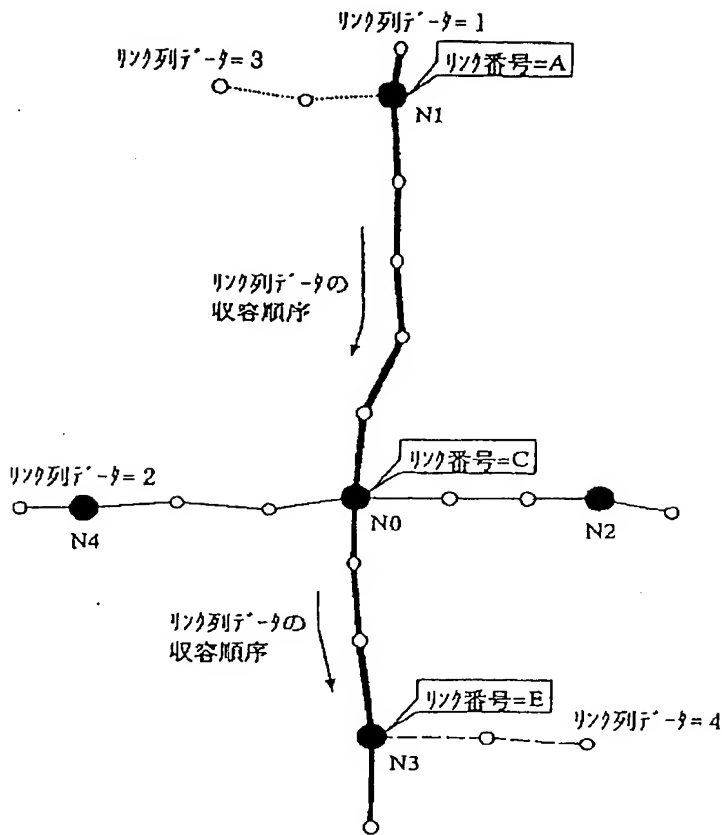 リンク列データ=1
リンク列データ=3
リンク番号=A
N1
リンク列データの
収容順序
リンク番号=C
リンク列データ=2
N4
N0
N2
リンク列データの
収容順序
リンク番号=E
リンク列データ=4
N3